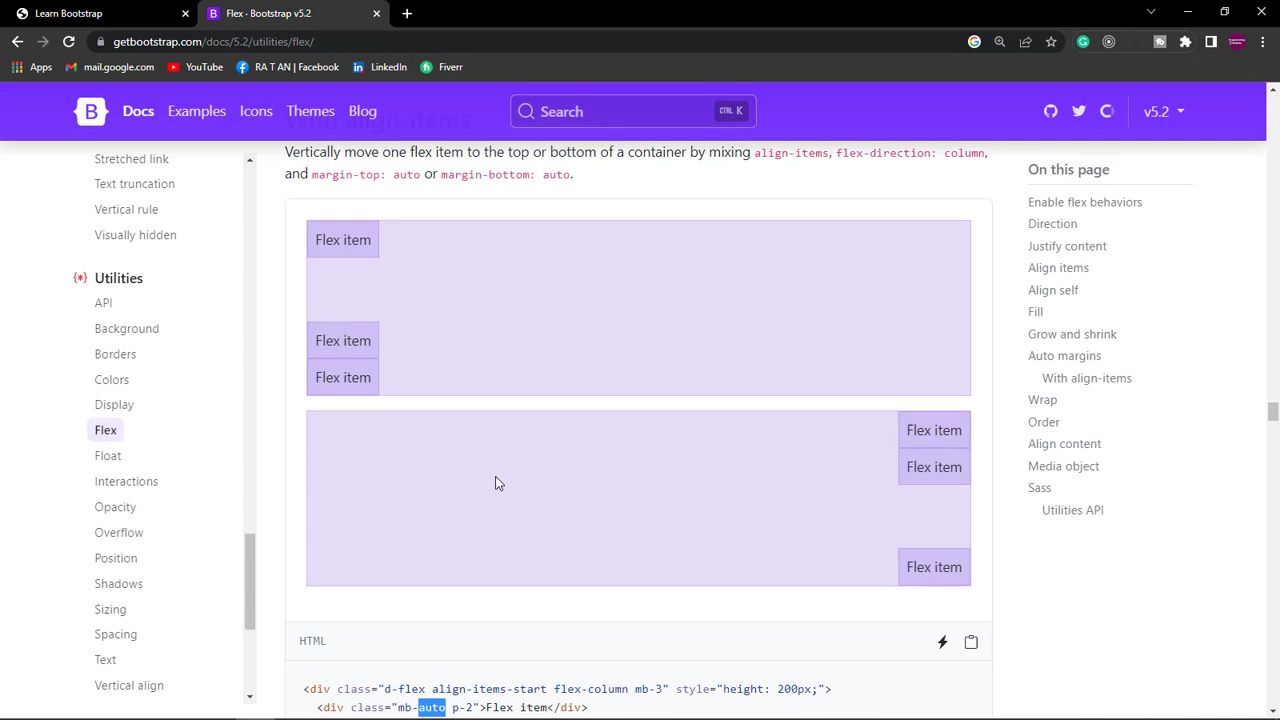 Learn Bootstrap
Flex · Bootstrap v5.2
getbootstrap.com/docs/5.2/utilities/flex/
Apps
mail.google.com
YouTube
RA T AN | Facebook
LinkedIn
Fiverr
B
Docs
Examples
Icons
Themes
Blog
Search
CTRL K
v5.2
With align-items
Vertically move one flex item to the top or bottom of a container by mixing align-items, flex-direction: column,
and margin-top: auto or margin-bottom: auto.
Stretched link
Text truncation
Vertical rule
Visually hidden
Utilities
API
Background
Borders
Colors
Display
Flex
Float
Interactions
Opacity
Overflow
Position
Shadows
Sizing
Spacing
Text
Vertical align
Flex item
Flex item
Flex item
Flex item
Flex item
Flex item
HTML
<div class="d-flex align-items-start flex-column mb-3" style="height: 200px;">
<div class="mb-auto p-2">Flex item</div>
On this page
Enable flex behaviors
Direction
Justify content
Align items
Align self
Fill
Grow and shrink
Auto margins
With align-items
Wrap
Order
Align content
Media object
Sass
Utilities API